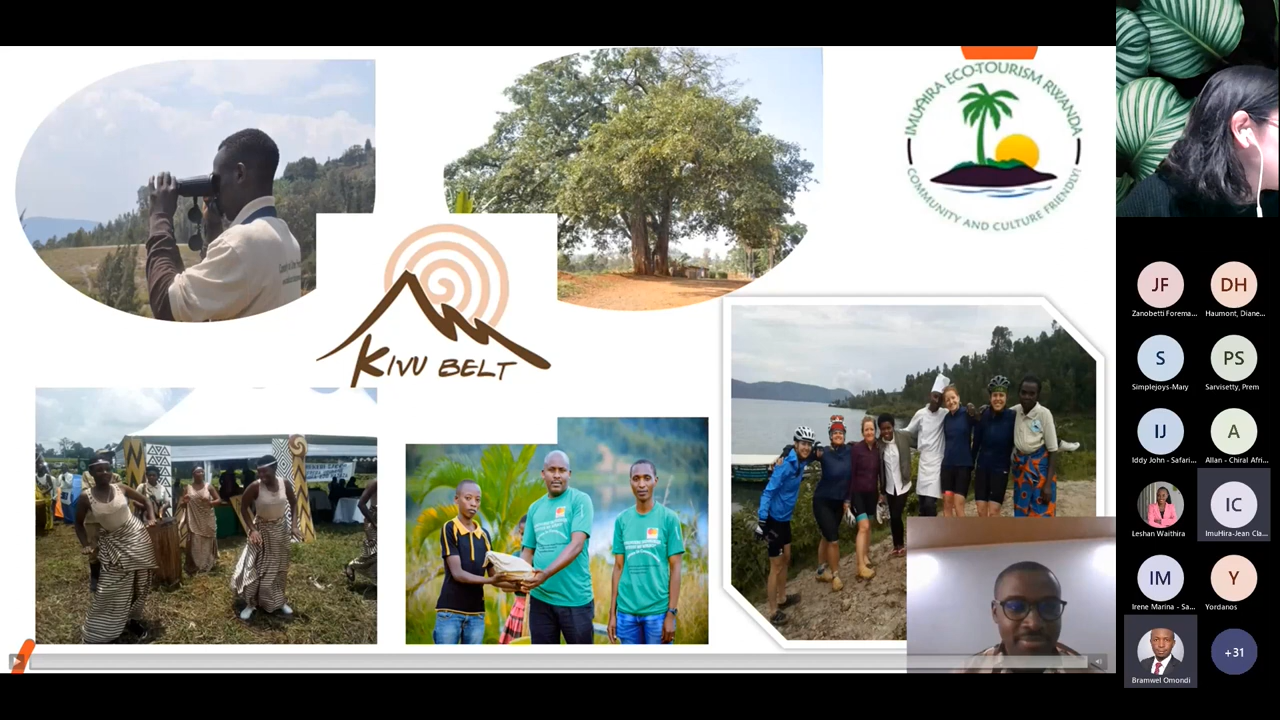 IMUHIRA ECO-TOURISM RWANDA
COMMUNITY AND CULTURE FRIENDLY!
KIVU BELT
JF
Zanobetti Forema...
DH
Haumont, Diane...
S
Simplejoys-Mary
PS
Sarvisetty, Prem
IJ
Iddy John - Safari...
A
Allan - Chiral Afri...
Leshan Waithira
IC
ImuHira-Jean Cla...
IM
Irene Marina - Sa...
Y
Yordanos
Bramwel Omondi
+31